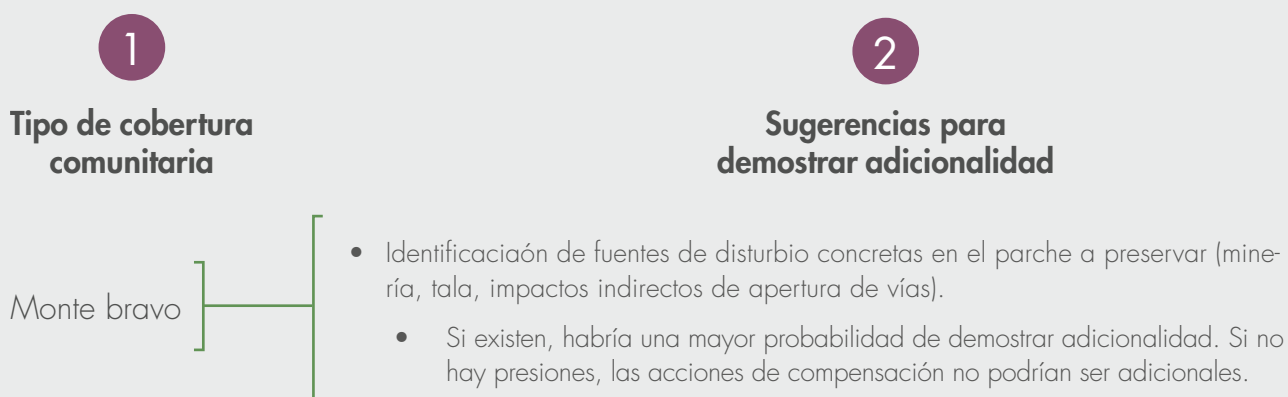 1
Tipo de cobertura
comunitaria
2
Sugerencias para
demostrar adicionalidad
Monte bravo
• Identificaciaón de fuentes de disturbio concretas en el parche a preservar (mine-
ría, tala, impactos indirectos de apertura de vías).
• Si existen, habría una mayor probabilidad de demostrar adicionalidad. Si no
hay presiones, las acciones de compensación no podrían ser adicionales.